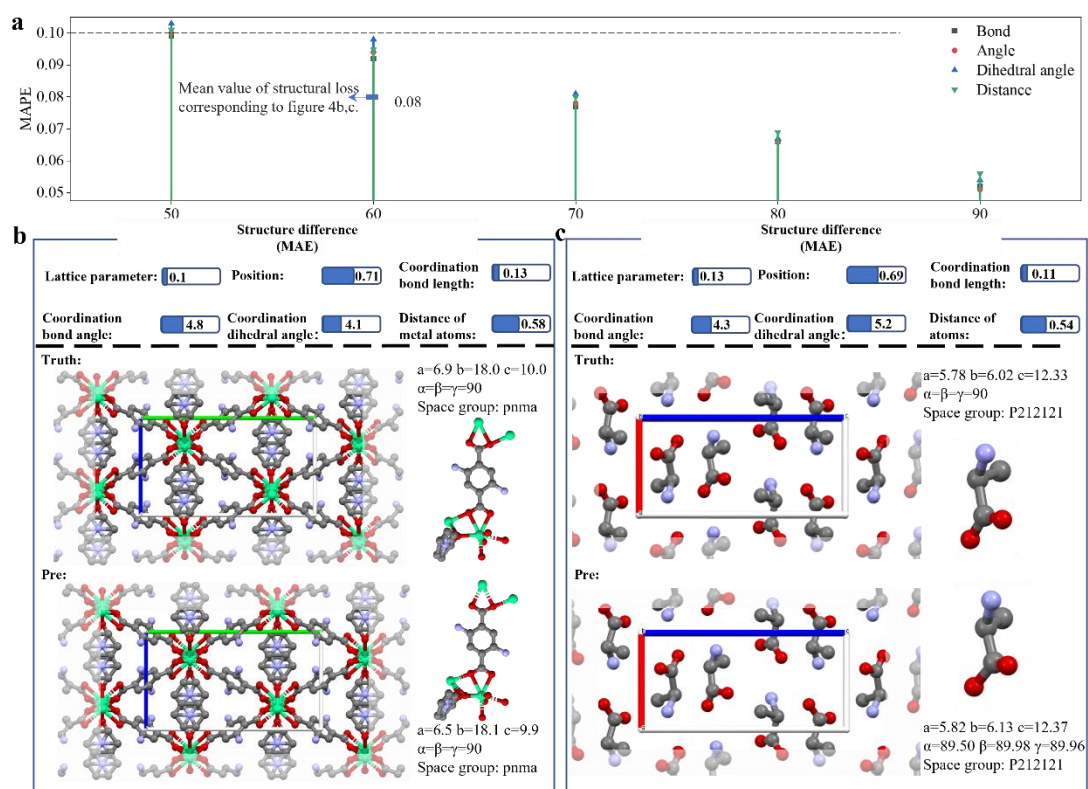 a
0.10
0.09
0.08
0.07
0.06
0.05
MAPE
Bond
Angle
Dihedtral angle
Distance
Mean value of structural loss
corresponding to figure 4b,c.
0.08
50
60
70
80
90
b
Structure difference
(MAE)
Lattice parameter:
0.1
Position:
0.71
Coordination
bond length:
0.13
Coordination
bond angle:
4.8
Coordination
dihedral angle:
4.1
Distance of
metal atoms:
0.58
Truth:
a=6.9 b=18.0 c=10.0
α=β=γ=90
Space group: pnma
Pre:
a=6.5 b=18.1 c=9.9
α=β=γ=90
Space group: pnma
c
Structure difference
(MAE)
Lattice parameter:
0.13
Position:
0.69
Coordination
bond length:
0.11
Coordination
bond angle:
4.3
Coordination
dihedral angle:
5.2
Distance of
atoms:
0.54
Truth:
a=5.78 b=6.02 c=12.33
α=β=γ=90
Space group: P212121
Pre:
a=5.82 b=6.13 c=12.37
α=89.50 β=89.98 γ=89.96
Space group: P212121